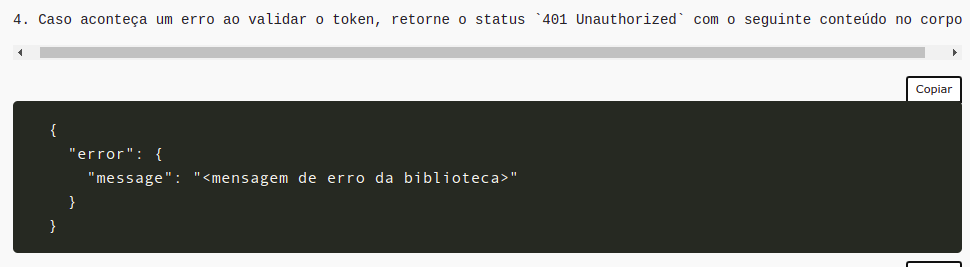 4. Caso aconteça um erro ao validar o token, retorne o status `401 Unauthorized` com o seguinte conteúdo no corpo
Copiar
{
"error": {
"message": "<mensagem de erro da biblioteca>"
}
}